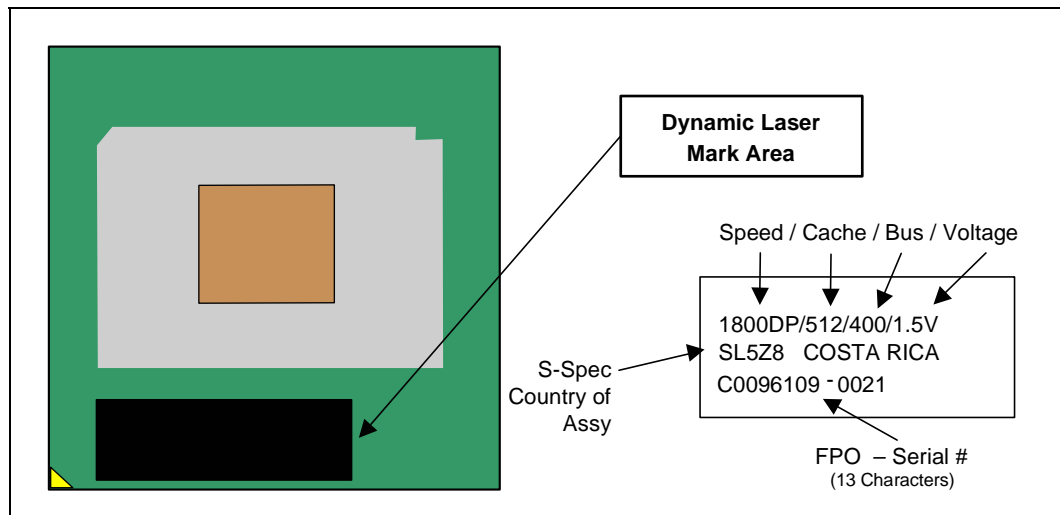 Dynamic Laser
Mark Area
Speed / Cache / Bus / Voltage
1800DP/512/400/1.5V
SL5Z8 COSTA RICA
C0096109 - 0021
S-Spec
Country of
Assy
FPO – Serial #
(13 Characters)